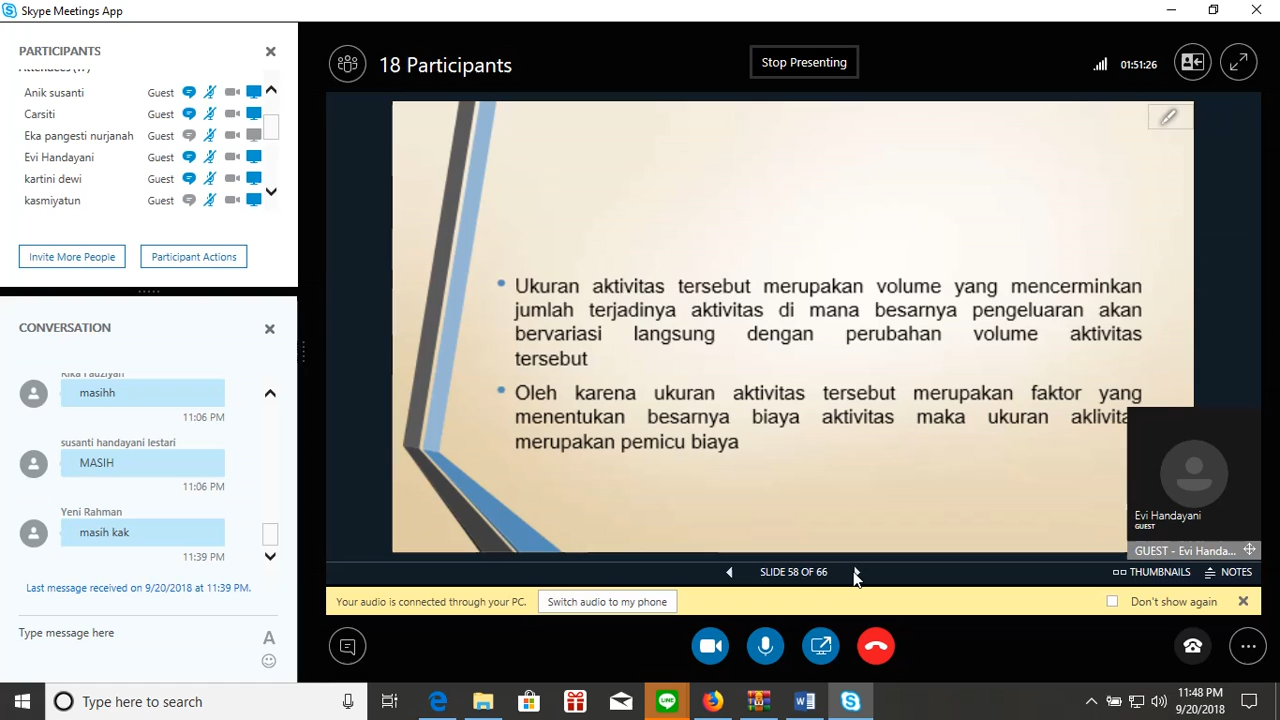 Skype Meetings App
PARTICIPANTS
Anik susanti Guest
Carsiti Guest
Eka pangesti nurjanah Guest
Evi Handayani Guest
kartini dewi Guest
kasmiyatun Guest
Invite More People
Participant Actions
CONVERSATION
masihh
11:06 PM
susanti handayani lestari
MASIH
11:06 PM
Yeni Rahman
masih kak
11:39 PM
Last message received on 9/20/2018 at 11:39 PM.
Type message here
18 Participants
Stop Presenting
01:51:26
Ukuran aktivitas tersebut merupakan volume yang mencerminkan
jumlah terjadinya aktivitas di mana besarnya pengeluaran akan
bervariasi langsung dengan perubahan volume aktivitas
tersebut
Oleh karena ukuran aktivitas tersebut merupakan faktor yang
menentukan besarnya biaya aktivitas maka ukuran
merupakan pemicu biaya
Evi Handayani
GUEST
GUEST - Evi Handa...
SLIDE 58 OF 66
THUMBNAILS
NOTES
Your audio is connected through your PC.
Switch audio to my phone
Don't show again
Type here to search
11:48 PM
9/20/2018